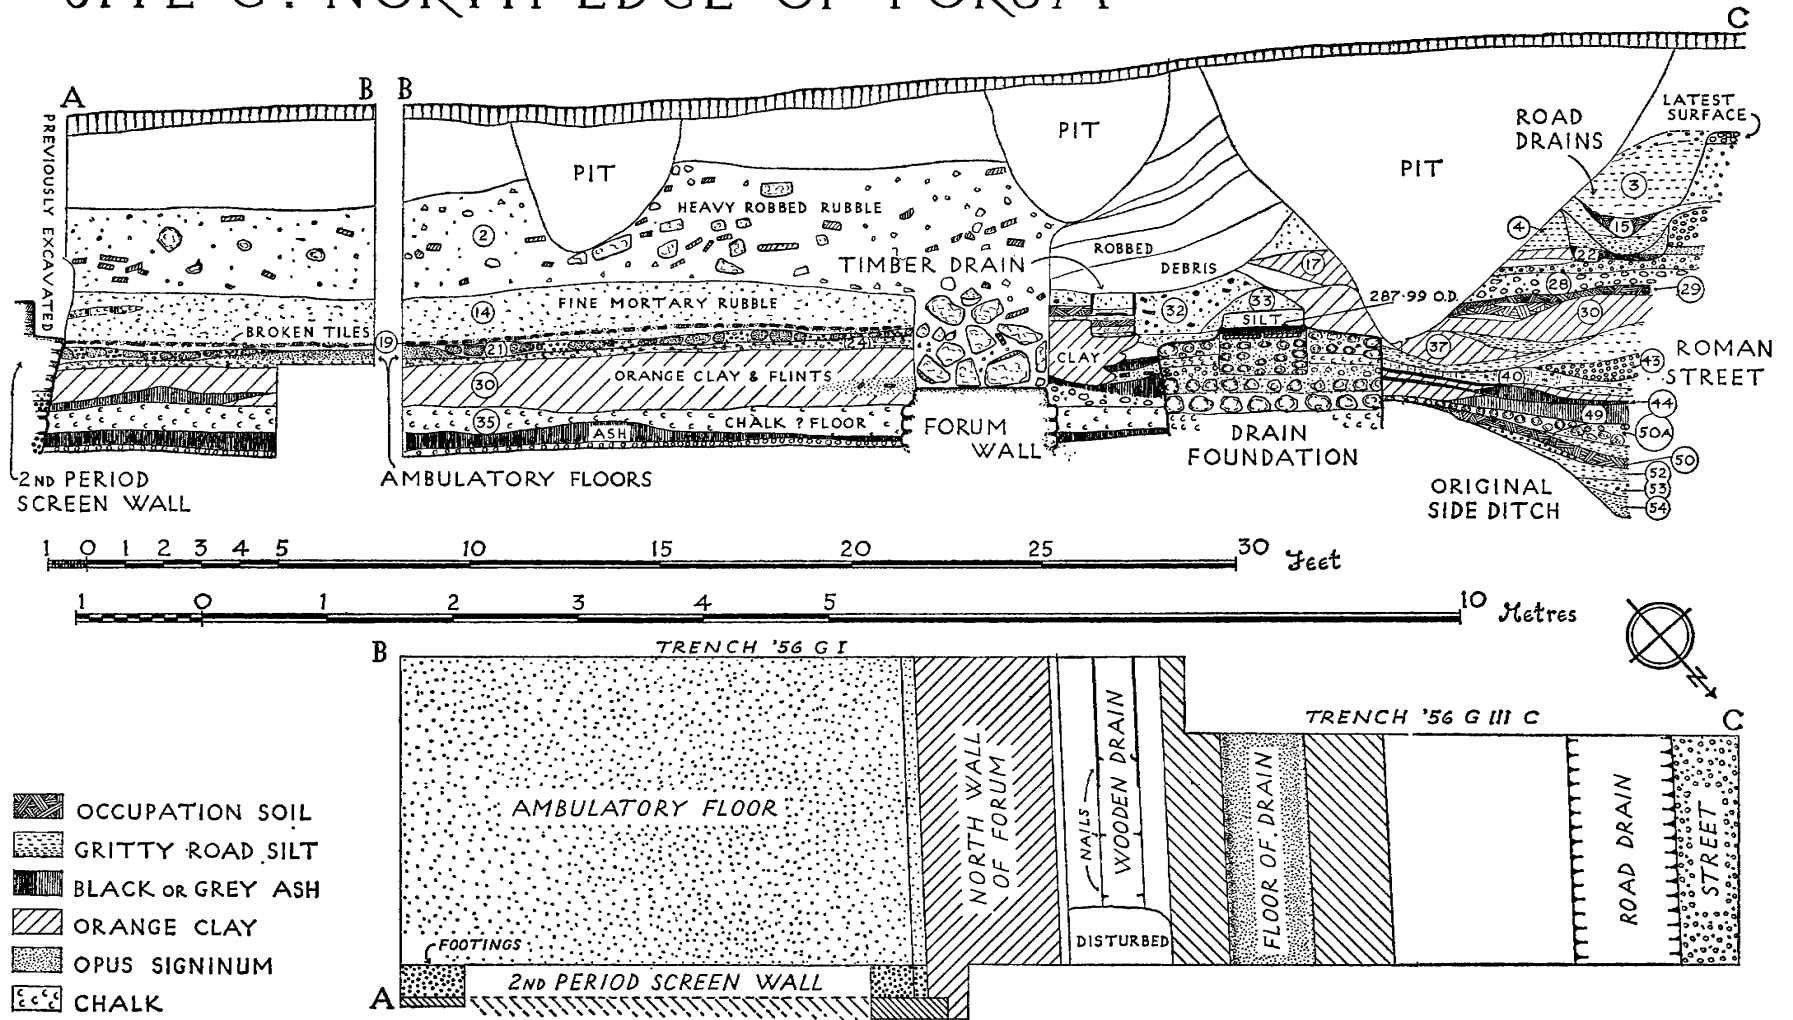 SITE G: NORTH EDGE OF FORUM
A
B
B
C
PREVIOUSLY EXCAVATED
PIT
PIT
PIT
ROAD
DRAINS
LATEST
SURFACE
HEAVY ROBBED RUBBLE
2
3
4
15
ROBBED
DEBRIS
TIMBER DRAIN
17
22
28
29
287·99 O.D.
FINE MORTARY RUBBLE
14
32
33
SILT
30
BROKEN TILES
19
21
24
CLAY
37
43
ROMAN
STREET
30
ORANGE CLAY & FLINTS
40
44
35
CHALK ? FLOOR
ASH
FORUM
WALL
49
50A
DRAIN
FOUNDATION
50
52
53
54
2ND PERIOD
SCREEN WALL
AMBULATORY FLOORS
ORIGINAL
SIDE DITCH
1 0 1 2 3 4 5 10 15 20 25 30 Feet
1 0 1 2 3 4 5 10 Metres
N
B
TRENCH '56 G I
TRENCH '56 G III C
C
AMBULATORY FLOOR
NORTH WALL
OF FORUM
NAILS
WOODEN DRAIN
DISTURBED
FLOOR OF DRAIN
ROAD DRAIN
STREET
FOOTINGS
2ND PERIOD SCREEN WALL
A
OCCUPATION SOIL
GRITTY ROAD SILT
BLACK OR GREY ASH
ORANGE CLAY
OPUS SIGNINUM
CHALK